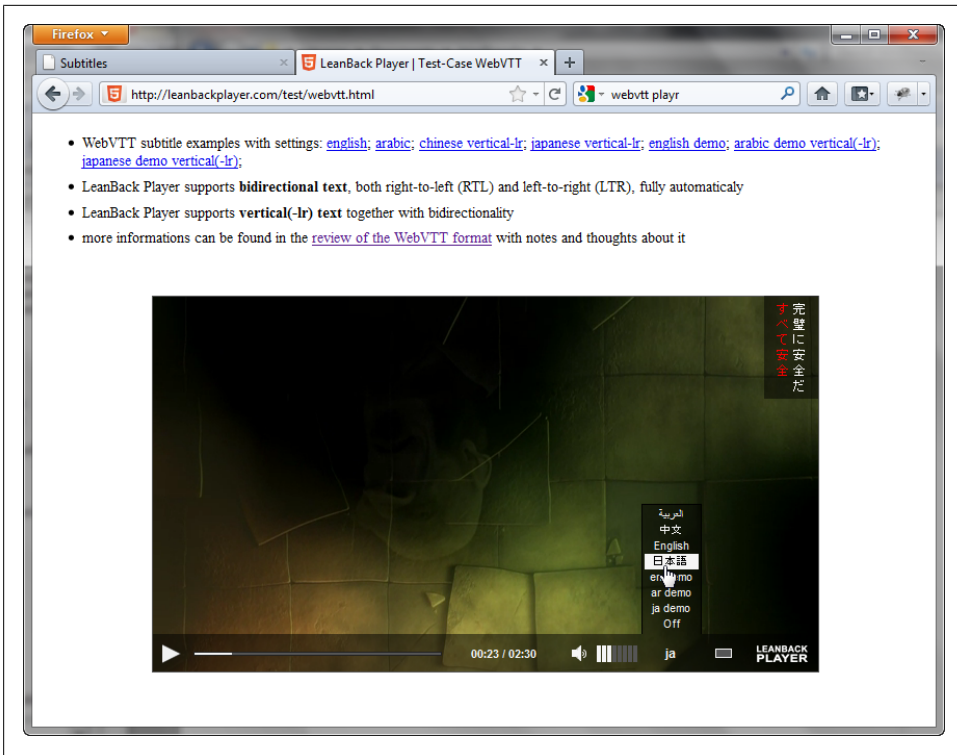 Firefox
Subtitles
LeanBack Player | Test-Case WebVTT
http://leanbackplayer.com/test/webvtt.html
webvtt playr
• WebVTT subtitle examples with settings: english; arabic; chinese vertical-lr; japanese vertical-lr; english demo; arabic demo vertical(-lr);
japanese demo vertical(-lr);
• LeanBack Player supports bidirectional text, both right-to-left (RTL) and left-to-right (LTR), fully automaticaly
• LeanBack Player supports vertical(-lr) text together with bidirectionality
• more informations can be found in the review of the WebVTT format with notes and thoughts about it
完璧に安全だ
すべて安全
العربية
中文
English
日本語
ar demo
ja demo
Off
00:23 / 02:30
ja
LEANBACK
PLAYER